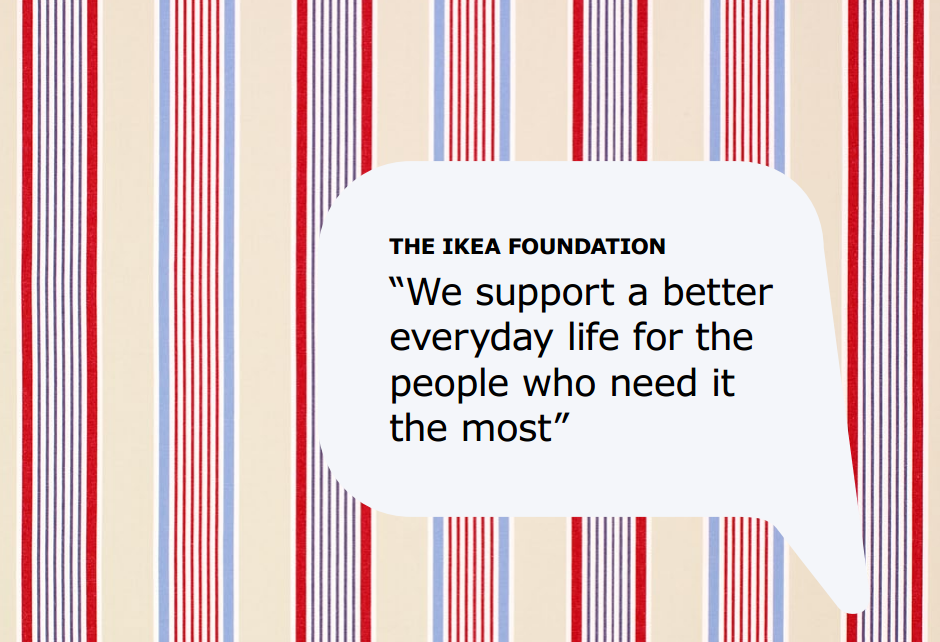 THE IKEA FOUNDATION
“We support a better
everyday life for the
people who need it
the most”